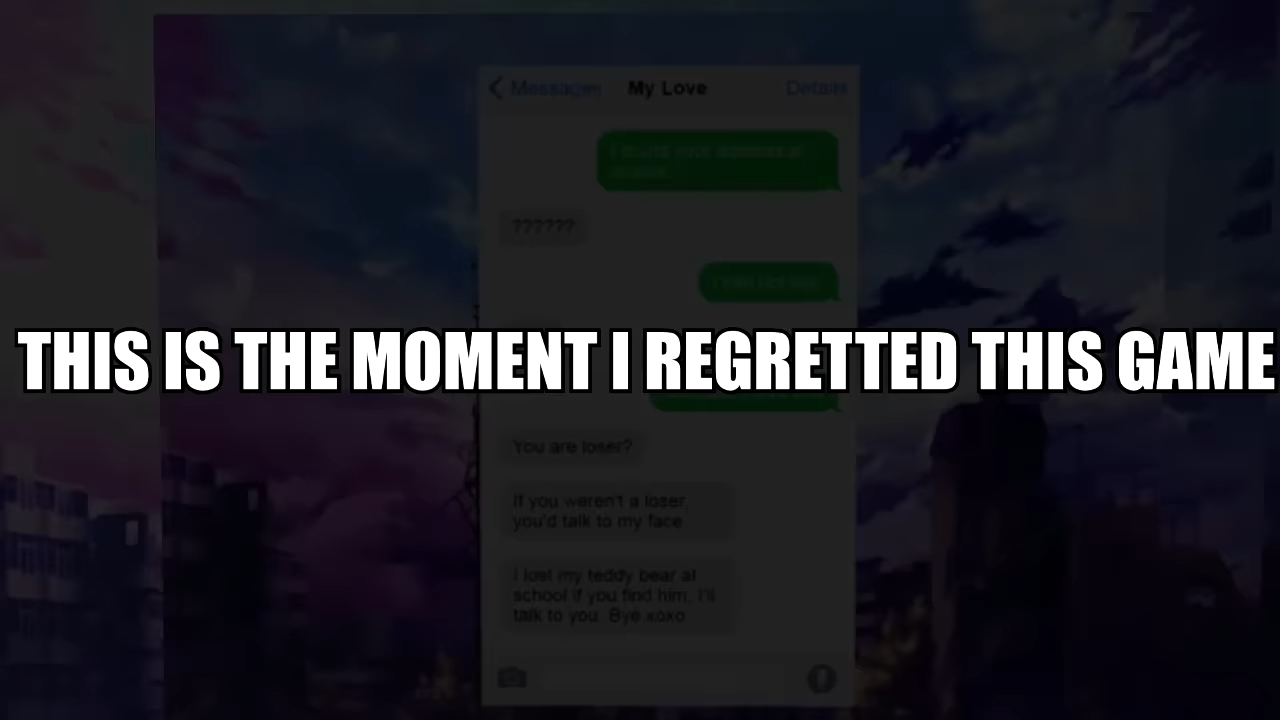 Messages
My Love
Details
??????
THIS IS THE MOMENT I REGRETTED THIS GAME
You are loser?
If you weren't a loser,
you'd talk to my face
I lost my teddy bear at
school if you find him, I'll
talk to you. Bye xoxo